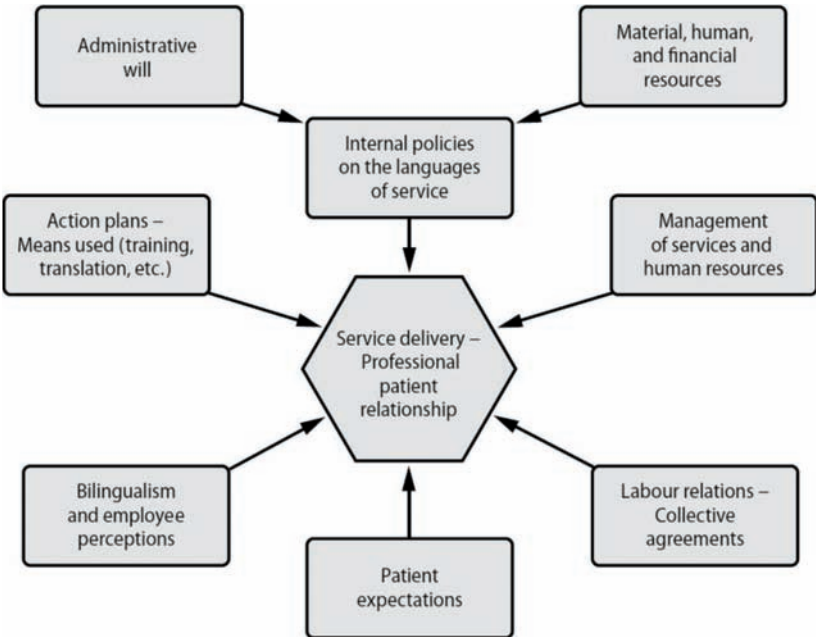 Administrative
will
Material, human,
and financial
resources
Internal policies
on the languages
of service
Action plans –
Means used (training,
translation, etc.)
Management
of services and
human resources
Service delivery –
Professional
patient
relationship
Bilingualism
and employee
perceptions
Patient
expectations
Labour relations –
Collective
agreements